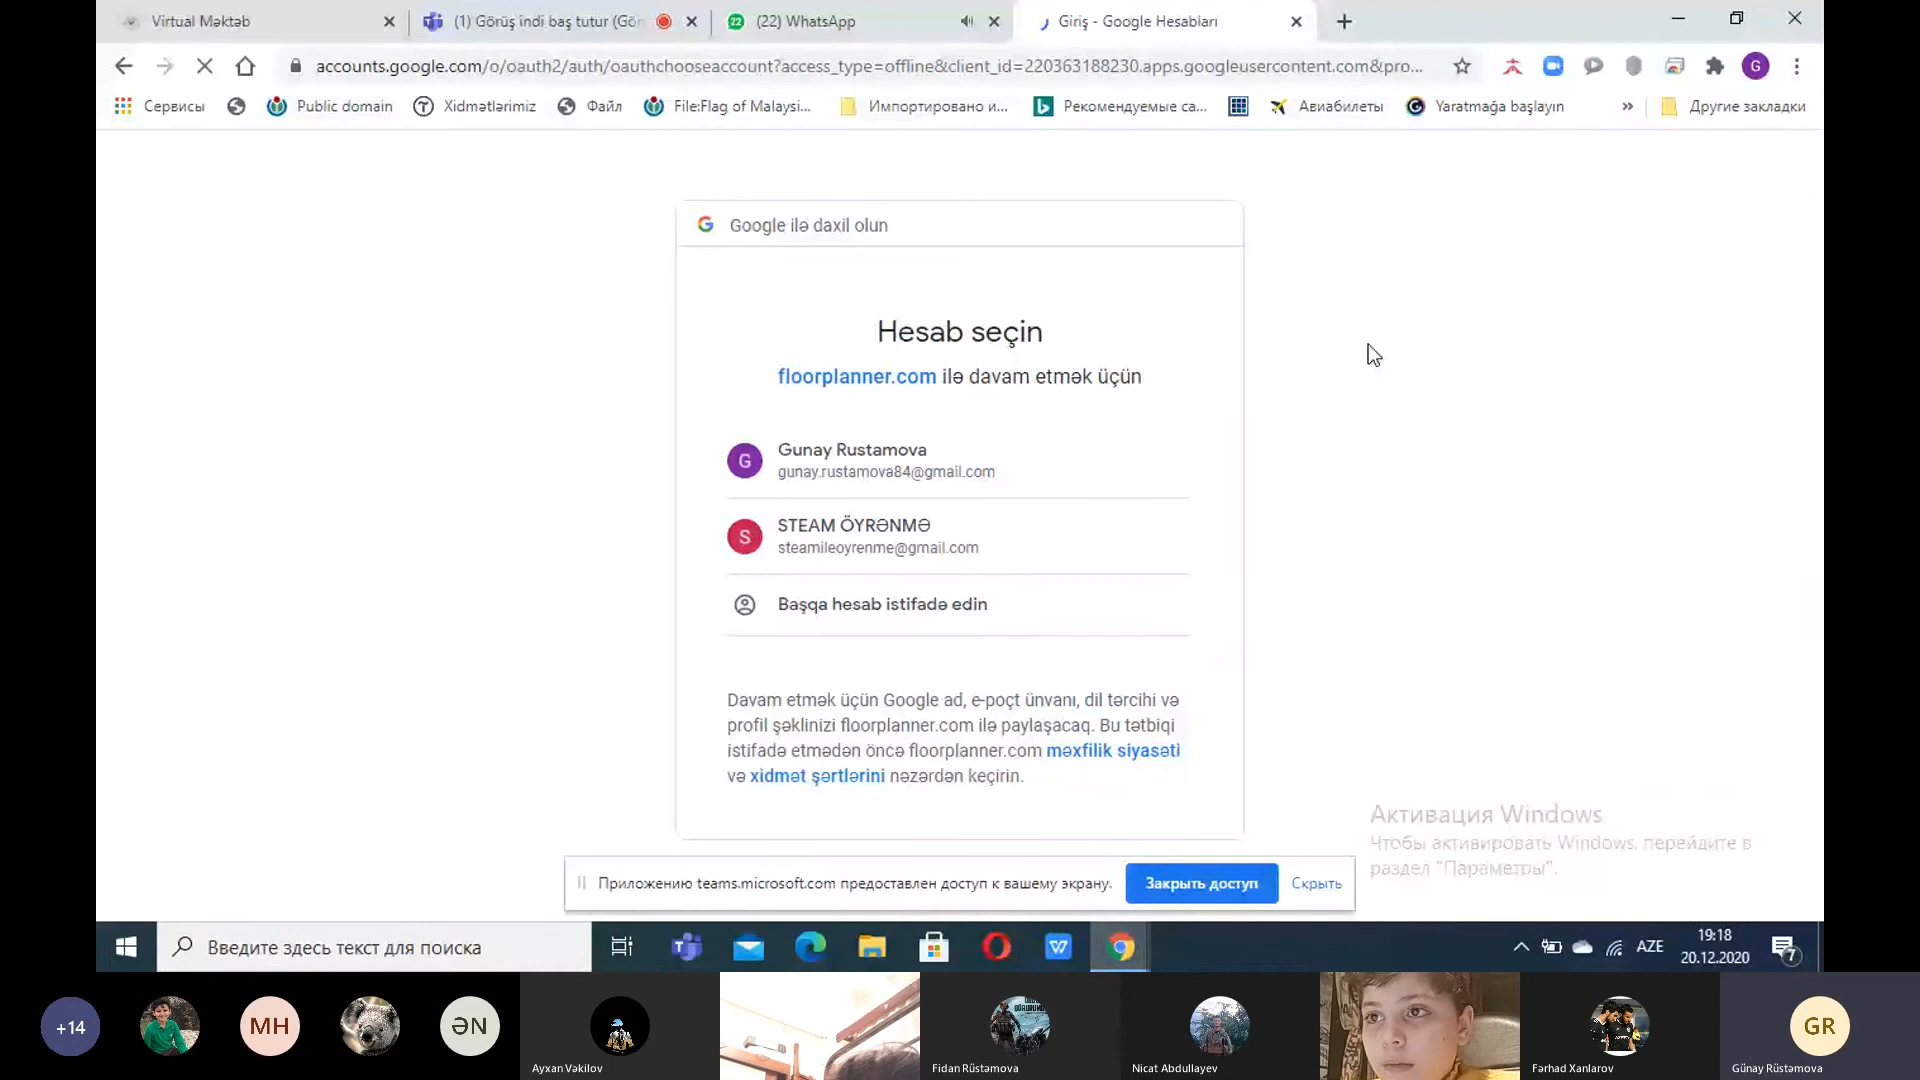 Virtual Məktəb
(1) Görüş indi baş tutur (Gör
22
(22) WhatsApp
Giriş - Google Hesabları
accounts.google.com/o/oauth2/auth/oauthchooseaccount?access_type=offline&client_id=220363188230.apps.googleusercontent.com&pro...
G
Сервисы
Public domain
Xidmətlərimiz
Файл
File:Flag of Malaysi...
Импортировано и...
Рекомендуемые са...
Авиабилеты
Yaratmağa başlayın
»
Другие закладки
Google ilə daxil olun
Hesab seçin
floorplanner.com ilə davam etmək üçün
G
Gunay Rustamova
gunay.rustamova84@gmail.com
S
STEAM ÖYRƏNMƏ
steamileoyrenme@gmail.com
Başqa hesab istifadə edin
Davam etmək üçün Google ad, e-poçt ünvanı, dil tərcihi və
profil şəklinizi floorplanner.com ilə paylaşacaq. Bu tətbiqi
istifadə etmədən öncə floorplanner.com məxfilik siyasəti
və xidmət şərtlərini nəzərdən keçirin.
Активация Windows
Чтобы активировать Windows, перейдите в
раздел "Параметры".
Приложению teams.microsoft.com предоставлен доступ к вашему экрану.
Закрыть доступ
Скрыть
Введите здесь текст для поиска
AZE
19:18
20.12.2020
7
+14
MH
ƏN
Ayxan Vəkilov
Fidan Rüstəmova
Nicat Abdullayev
Fərhad Xanlarov
GR
Günay Rüstəmova